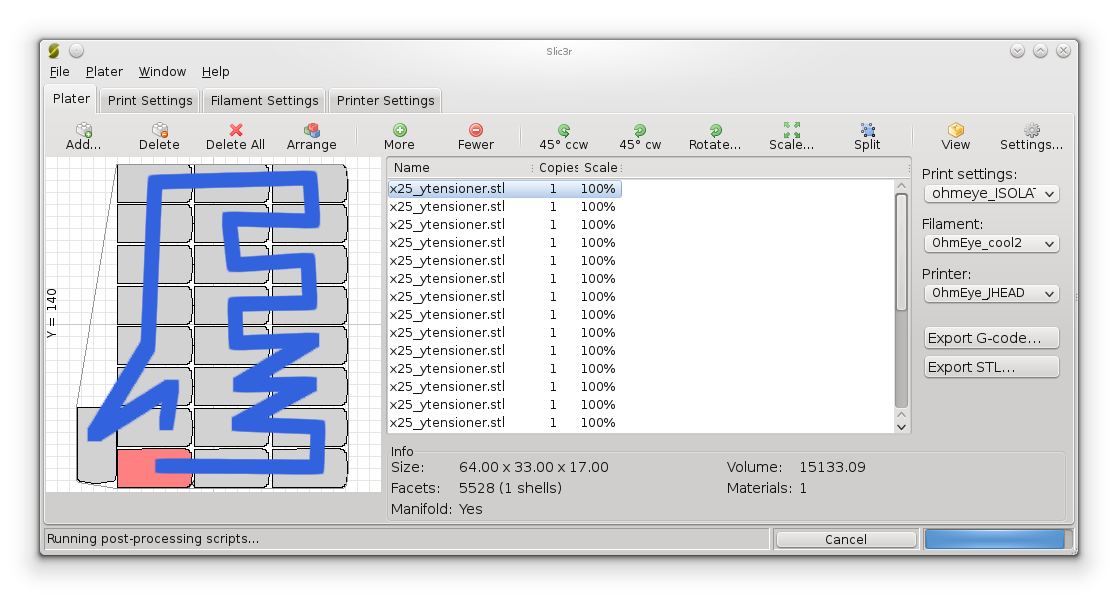 Slic3r
File Plater Window Help
Plater Print Settings Filament Settings Printer Settings
Add... Delete Delete All Arrange More Fewer 45° ccw 45° cw Rotate... Scale... Split View Settings...
Name Copies Scale
x25_ytensioner.stl 1 100%
x25_ytensioner.stl 1 100%
x25_ytensioner.stl 1 100%
x25_ytensioner.stl 1 100%
x25_ytensioner.stl 1 100%
x25_ytensioner.stl 1 100%
x25_ytensioner.stl 1 100%
x25_ytensioner.stl 1 100%
x25_ytensioner.stl 1 100%
x25_ytensioner.stl 1 100%
x25_ytensioner.stl 1 100%
x25_ytensioner.stl 1 100%
x25_ytensioner.stl 1 100%
x25_ytensioner.stl 1 100%
Y = 140
Print settings:
ohmeye_ISOLAT
Filament:
OhmEye_cool2
Printer:
OhmEye_JHEAD
Export G-code...
Export STL...
Info
Size: 64.00 x 33.00 x 17.00 Volume: 15133.09
Facets: 5528 (1 shells) Materials: 1
Manifold: Yes
Running post-processing scripts... Cancel